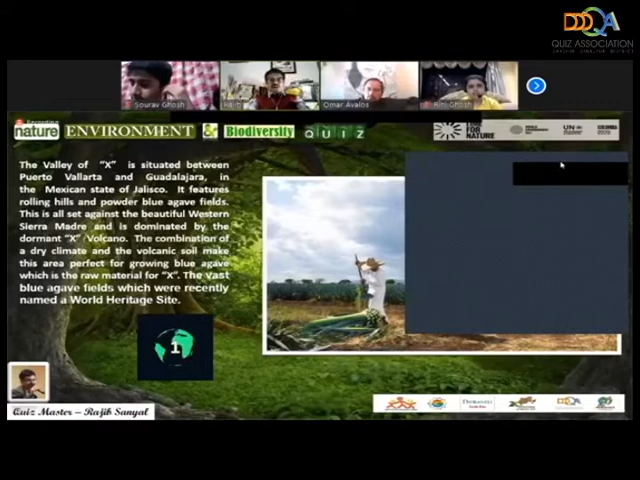 DDDQA
QUIZ ASSOCIATION
Sourav Ghosh
Omar Avalos
Rini Ghosh
Recording
nature ENVIRONMENT & Biodiversity QUIZ
FOR
NATURE
UN
COLOMBIA
The Valley of "X" is situated between
Puerto Vallarta and Guadalajara, in
the Mexican state of Jalisco. It features
rolling hills and powder blue agave fields.
This is all set against the beautiful Western
Sierra Madre and is dominated by the
dormant "X" Volcano. The combination of
a dry climate and the volcanic soil make
this area perfect for growing blue agave
which is the raw material for "X". The vast
blue agave fields which were recently
named a World Heritage Site.
1
Quiz Master – Rajib Sanyal